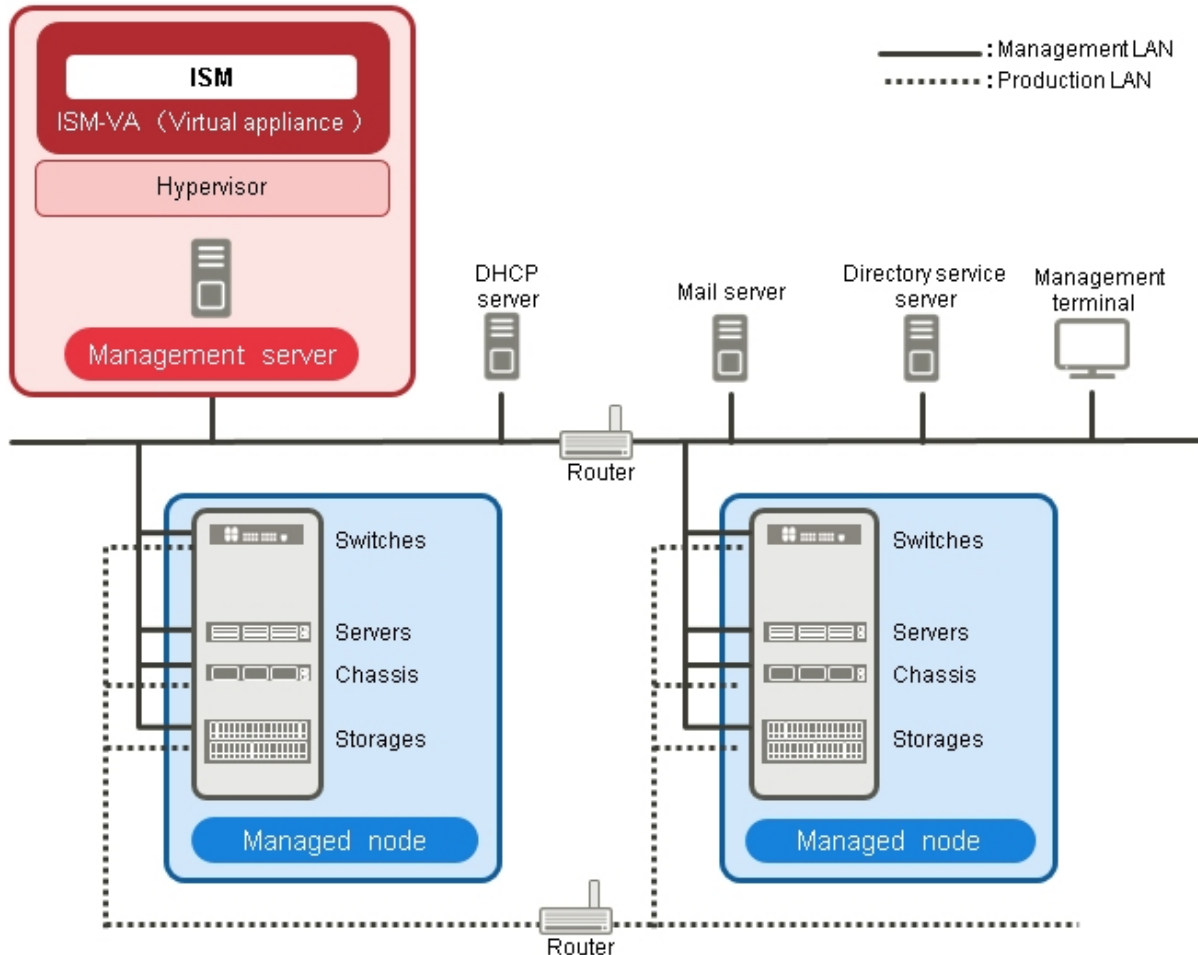 ISM
ISM-VA（Virtual appliance）
Hypervisor
Management server
: Management LAN
: Production LAN
DHCP
server
Mail server
Directory service
server
Management
terminal
Router
Switches
Servers
Chassis
Storages
Managed node
Switches
Servers
Chassis
Storages
Managed node
Router